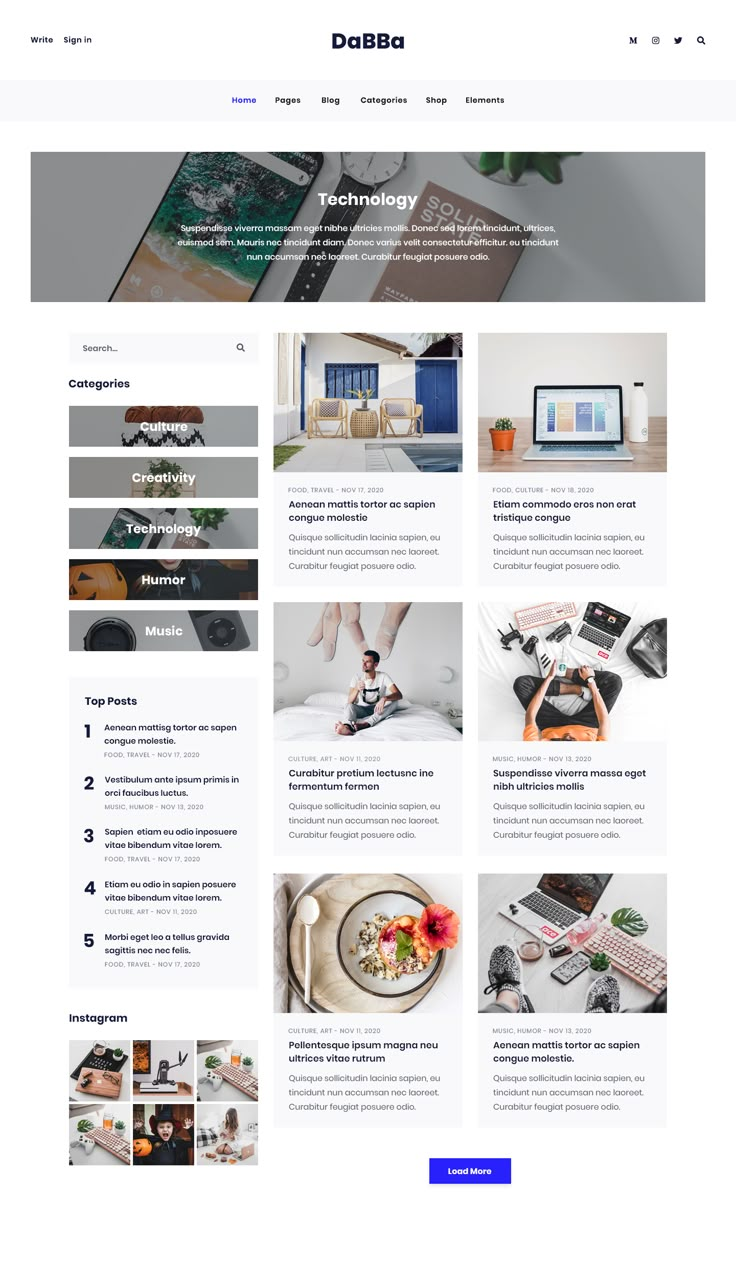 Write Sign in
DaBBa
Home Pages Blog Categories Shop Elements
Technology
Suspendisse viverra massam eget nibhe ultricies mollis. Donec sed lorem tincidunt, ultrices,
euismod sem. Mauris nec tincidunt diam. Donec varius velit consectetur efficitur. eu tincidunt
nun accumsan nec laoreet. Curabitur feugiat posuere odio.
SOLID
STATE
Search...
Categories
Culture
Creativity
Technology
Humor
Music
Top Posts
1 Aenean mattisg tortor ac sapen
congue molestie.
FOOD, TRAVEL - NOV 17, 2020
2 Vestibulum ante ipsum primis in
orci faucibus luctus.
MUSIC, HUMOR - NOV 13, 2020
3 Sapien etiam eu odio inposuere
vitae bibendum vitae lorem.
FOOD, TRAVEL - NOV 17, 2020
4 Etiam eu odio in sapien posuere
vitae bibendum vitae lorem.
CULTURE, ART - NOV 11, 2020
5 Morbi eget leo a tellus gravida
sagittis nec nec felis.
FOOD, TRAVEL - NOV 17, 2020
Instagram
FOOD, TRAVEL - NOV 17, 2020
Aenean mattis tortor ac sapien
congue molestie
Quisque sollicitudin lacinia sapien, eu
tincidunt nun accumsan nec laoreet.
Curabitur feugiat posuere odio.
FOOD, CULTURE - NOV 18, 2020
Etiam commodo eros non erat
tristique congue
Quisque sollicitudin lacinia sapien, eu
tincidunt nun accumsan nec laoreet.
Curabitur feugiat posuere odio.
CULTURE, ART - NOV 11, 2020
Curabitur pretium lectusnc ine
fermentum fermen
Quisque sollicitudin lacinia sapien, eu
tincidunt nun accumsan nec laoreet.
Curabitur feugiat posuere odio.
MUSIC, HUMOR - NOV 13, 2020
Suspendisse viverra massa eget
nibh ultricies mollis
Quisque sollicitudin lacinia sapien, eu
tincidunt nun accumsan nec laoreet.
Curabitur feugiat posuere odio.
CULTURE, ART - NOV 11, 2020
Pellentesque ipsum magna neu
ultrices vitae rutrum
Quisque sollicitudin lacinia sapien, eu
tincidunt nun accumsan nec laoreet.
Curabitur feugiat posuere odio.
MUSIC, HUMOR - NOV 13, 2020
Aenean mattis tortor ac sapien
congue molestie.
Quisque sollicitudin lacinia sapien, eu
tincidunt nun accumsan nec laoreet.
Curabitur feugiat posuere odio.
Load More